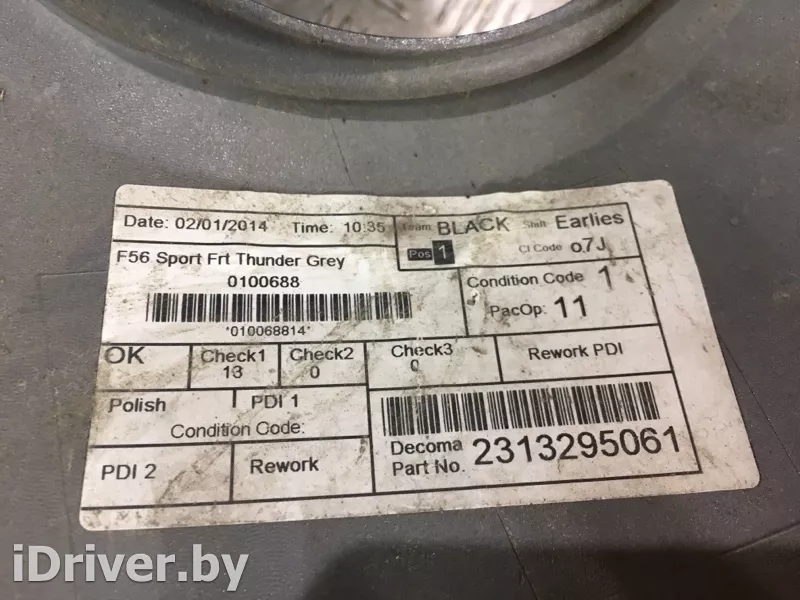 Date: 02/01/2014 Time: 10:35 Team BLACK Shift Earlies
Pos 1 Cl Code o7J
F56 Sport Frt Thunder Grey
0100688
*010068814*
Condition Code 1
PacOp: 11
OK Check1 13 Check2 0 Check3 0 Rework PDI
Polish PDI 1
Condition Code:
PDI 2 Rework
Decoma Part No. 2313295061
iDriver.by